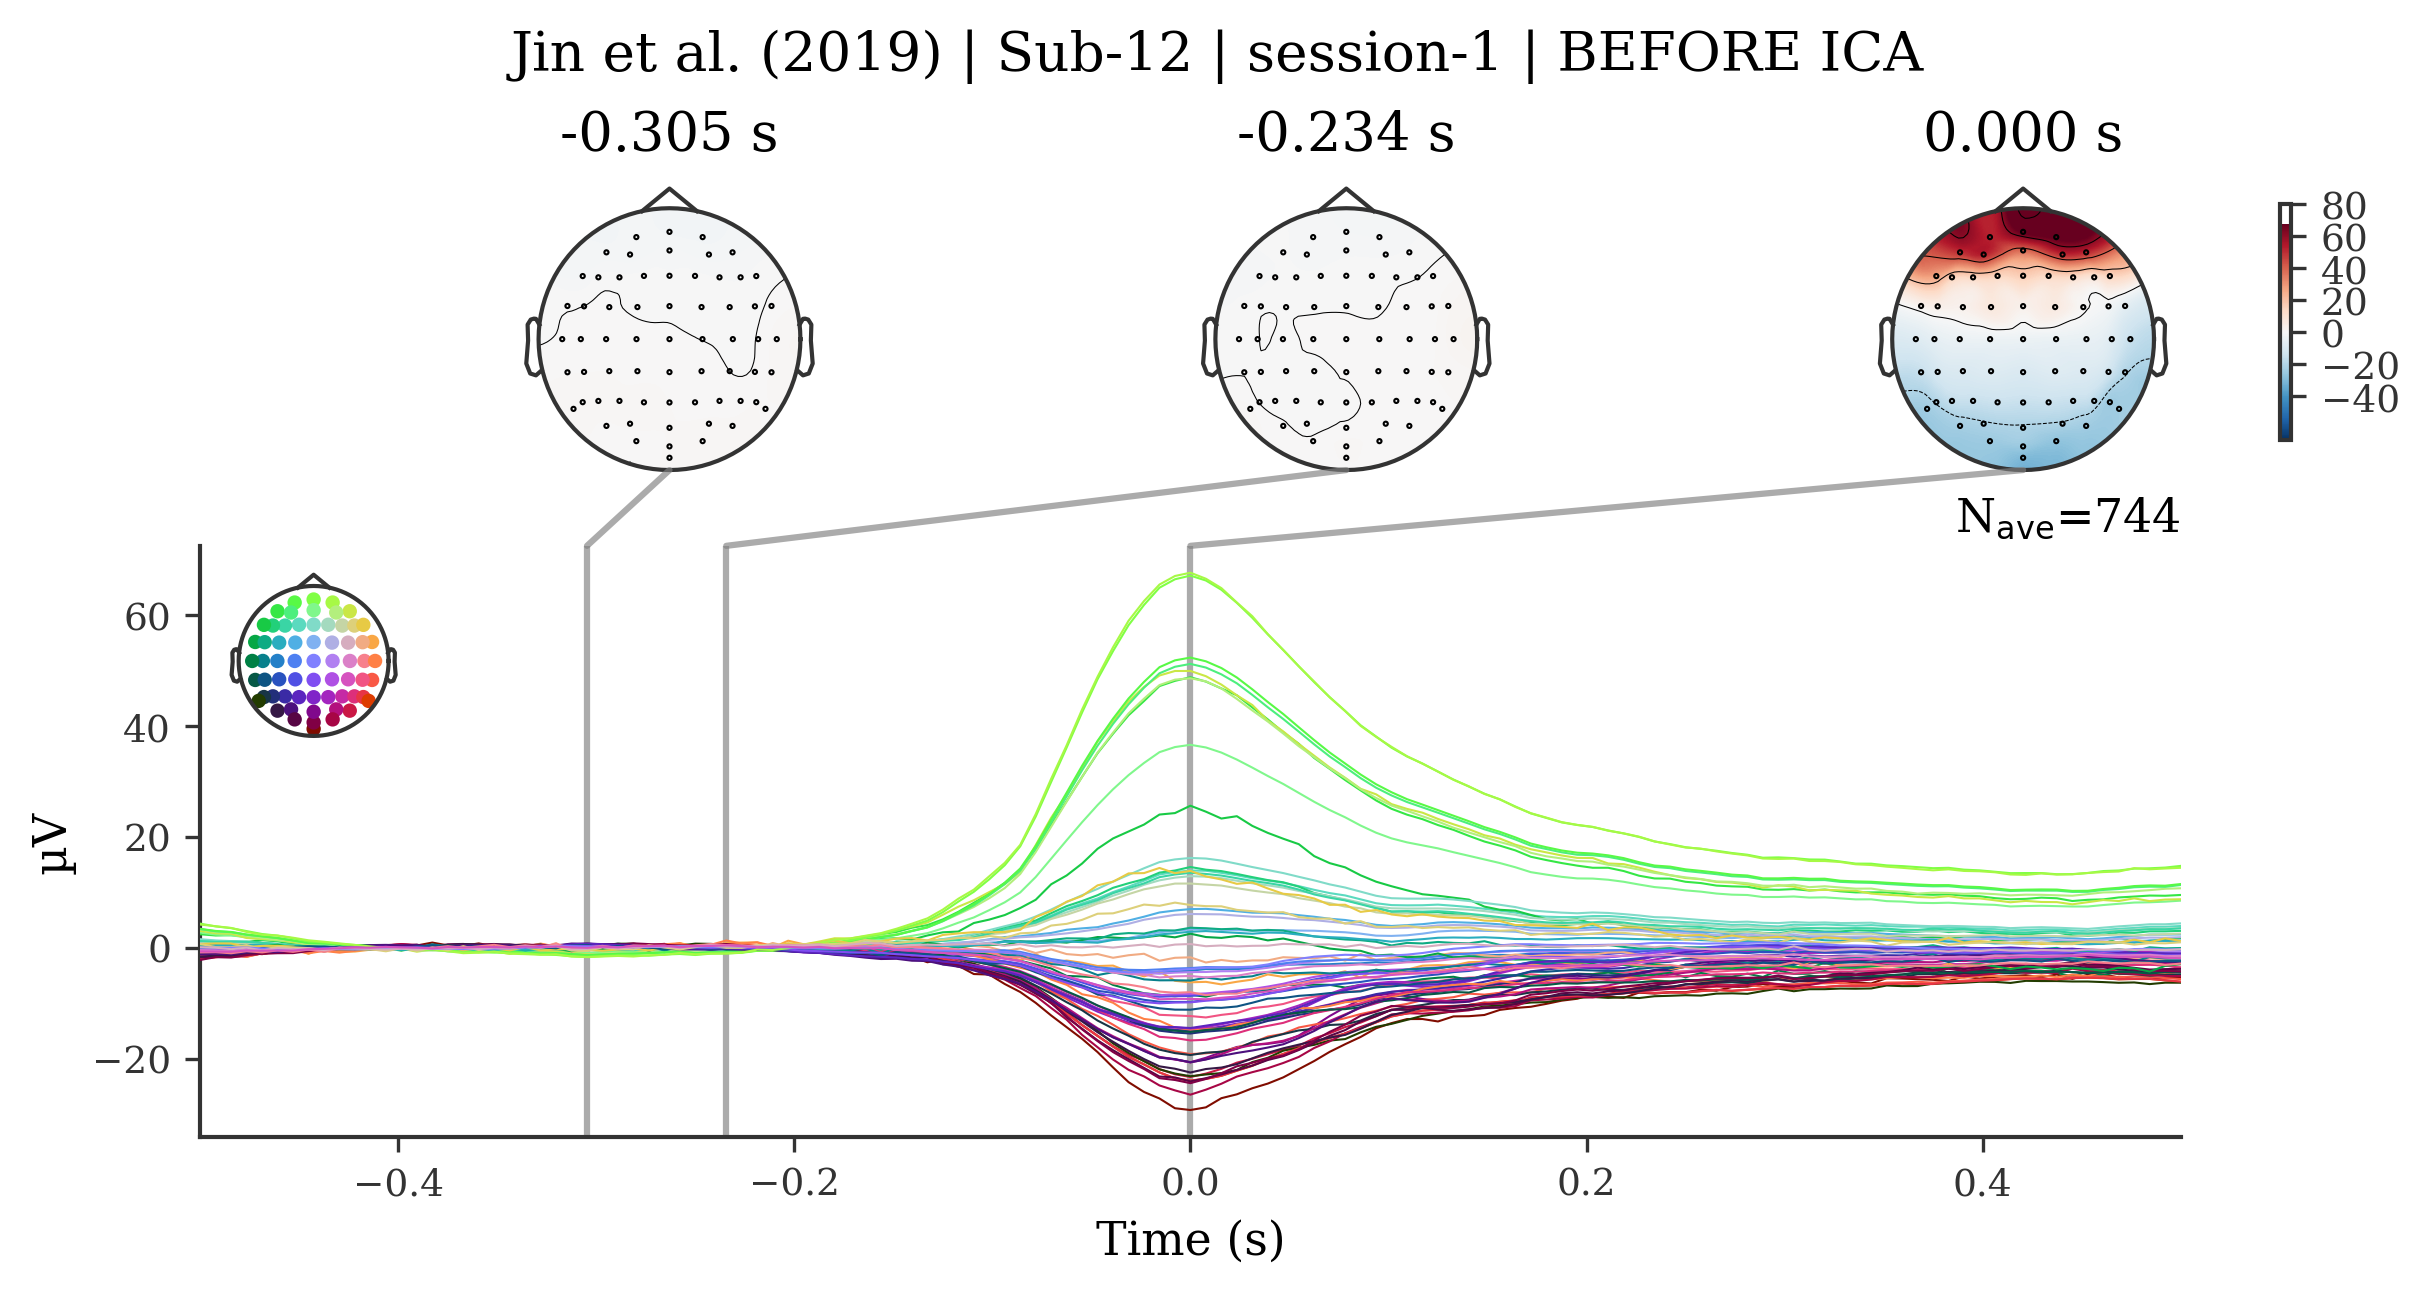 Jin et al. (2019) | Sub-12 | session-1 | BEFORE ICA
-0.305 s
-0.234 s
0.000 s
80
60
40
20
0
−20
−40
Nave=744
60
40
20
0
−20
µV
−0.4
−0.2
0.0
0.2
0.4
Time (s)